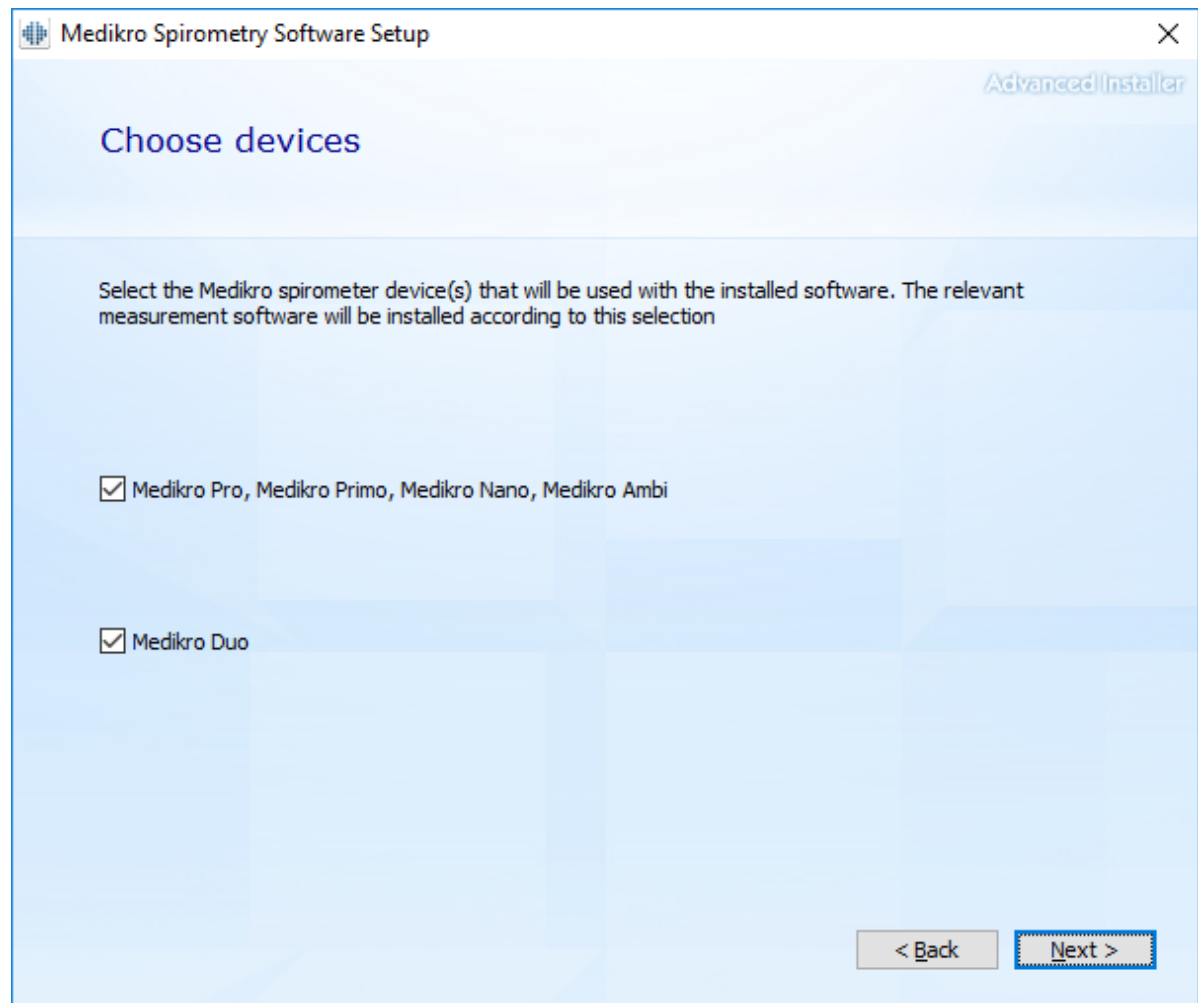 Medikro Spirometry Software Setup
Advanced Installer
Choose devices
Select the Medikro spirometer device(s) that will be used with the installed software. The relevant
measurement software will be installed according to this selection
Medikro Pro, Medikro Primo, Medikro Nano, Medikro Ambi
Medikro Duo
< Back
Next >